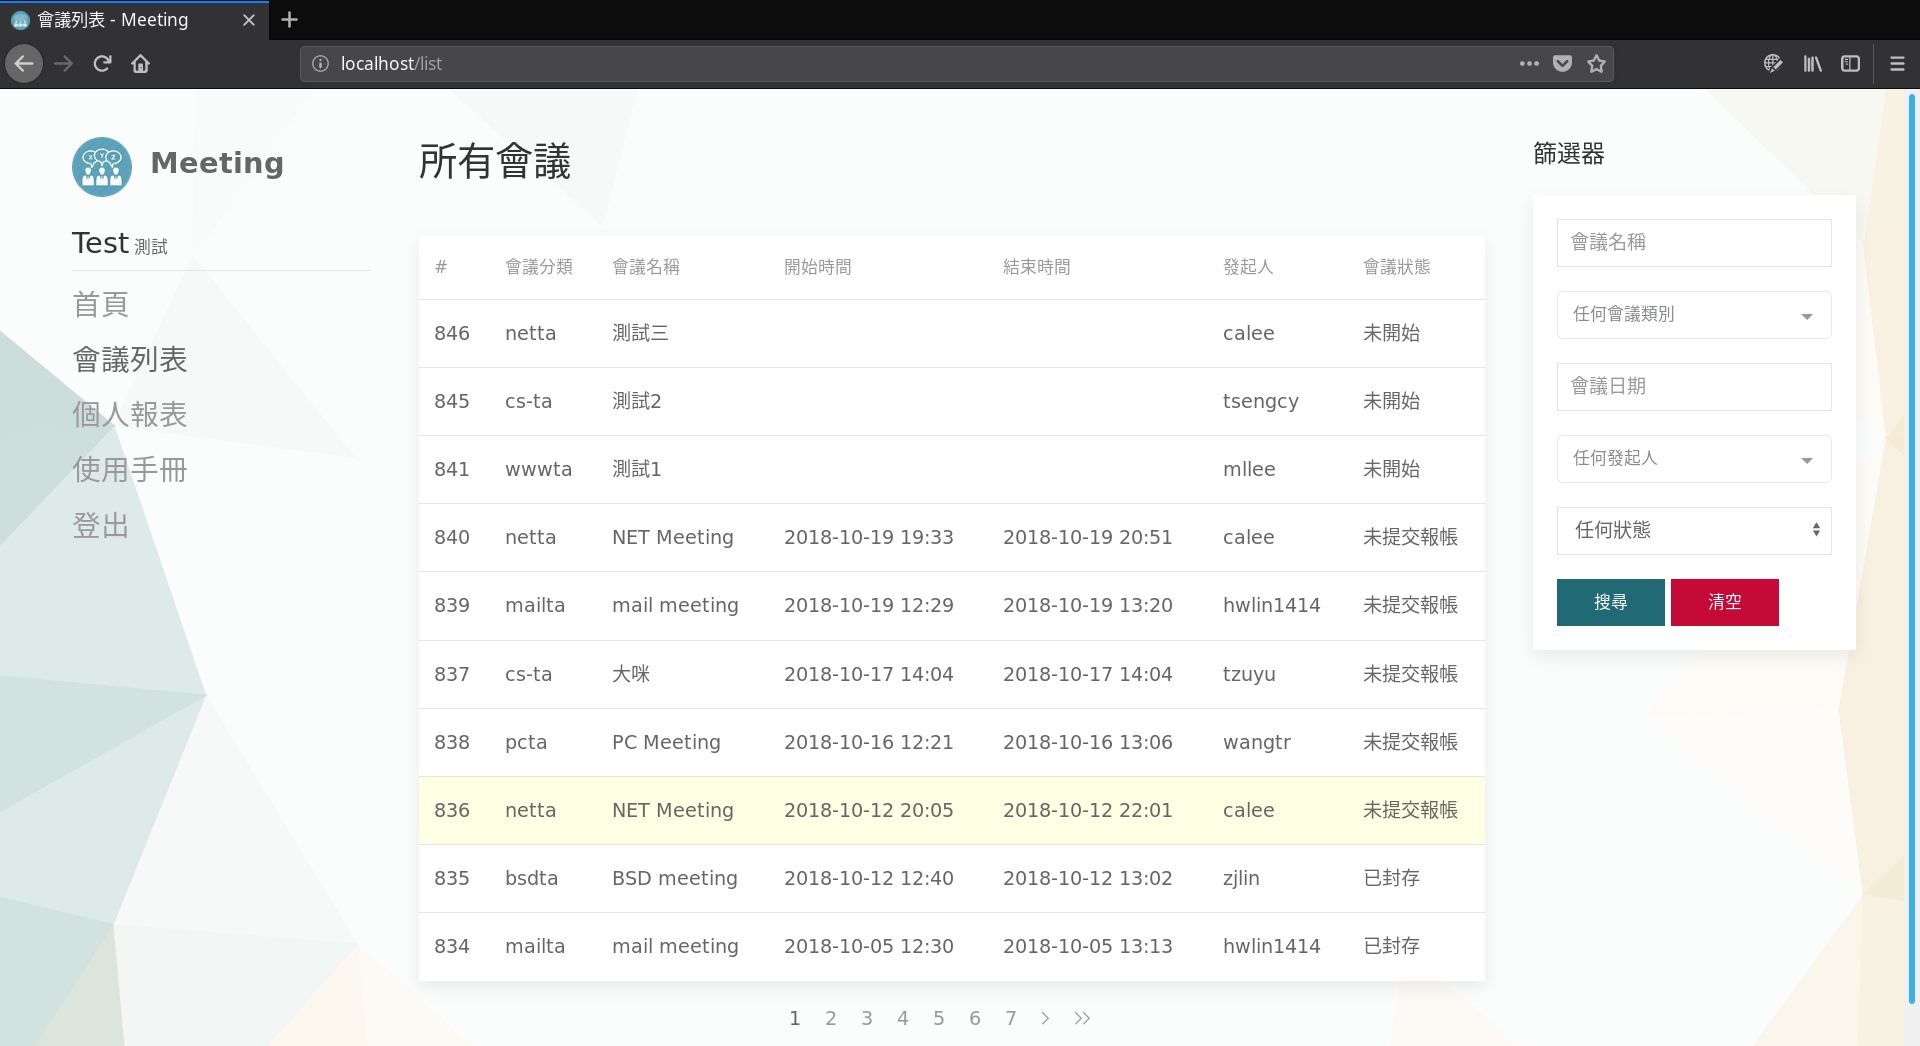 會議列表 - Meeting
localhost/list
X Y Z
Meeting
Test 測試
首頁
會議列表
個人報表
使用手冊
登出
所有會議
# 會議分類 會議名稱 開始時間 結束時間 發起人 會議狀態
846 netta 測試三 calee 未開始
845 cs-ta 測試2 tsengcy 未開始
841 wwwta 測試1 mllee 未開始
840 netta NET Meeting 2018-10-19 19:33 2018-10-19 20:51 calee 未提交報帳
839 mailta mail meeting 2018-10-19 12:29 2018-10-19 13:20 hwlin1414 未提交報帳
837 cs-ta 大咪 2018-10-17 14:04 2018-10-17 14:04 tzuyu 未提交報帳
838 pcta PC Meeting 2018-10-16 12:21 2018-10-16 13:06 wangtr 未提交報帳
836 netta NET Meeting 2018-10-12 20:05 2018-10-12 22:01 calee 未提交報帳
835 bsdta BSD meeting 2018-10-12 12:40 2018-10-12 13:02 zjlin 已封存
834 mailta mail meeting 2018-10-05 12:30 2018-10-05 13:13 hwlin1414 已封存
1 2 3 4 5 6 7 > >>
篩選器
會議名稱
任何會議類別
會議日期
任何發起人
任何狀態
搜尋 清空